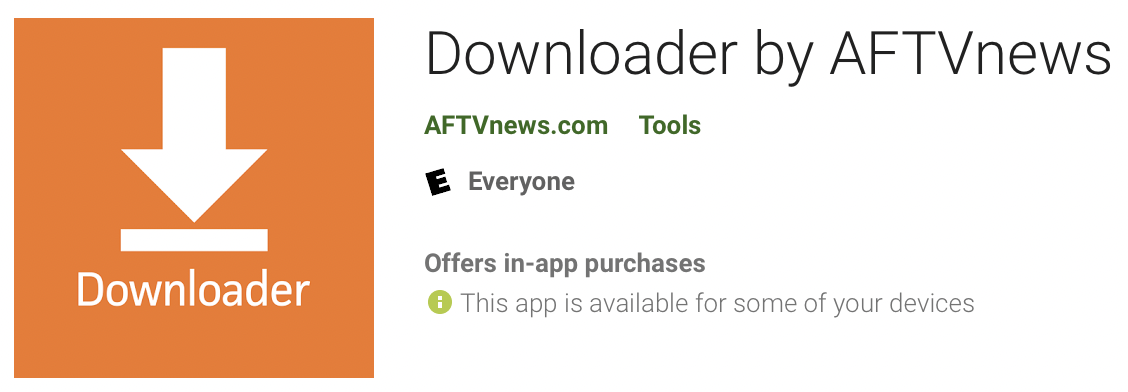 Downloader
Downloader by AFTVnews
AFTVnews.com Tools
E Everyone
Offers in-app purchases
This app is available for some of your devices